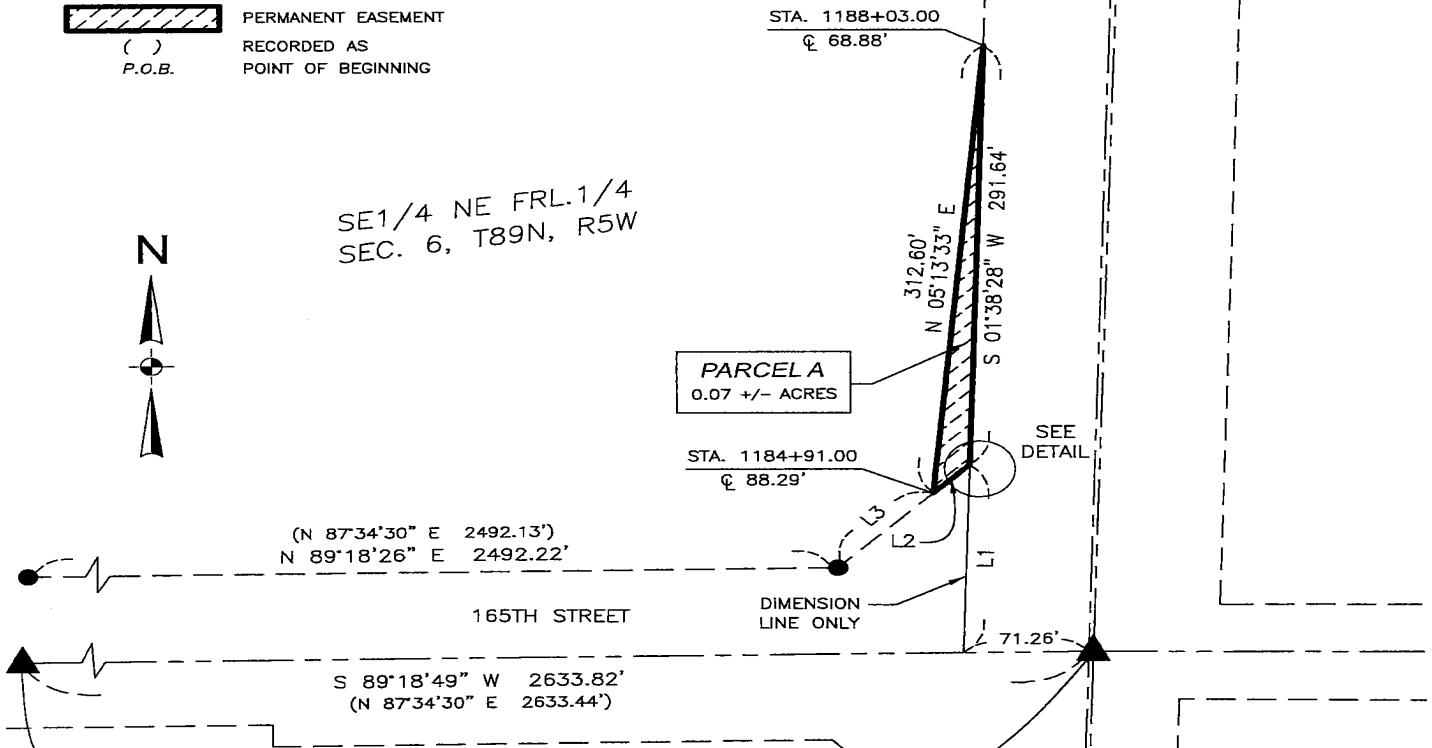 PERMANENT EASEMENT
( ) RECORDED AS
P.O.B. POINT OF BEGINNING
STA. 1188+03.00
℄ 68.88'
SE1/4 NE FRL.1/4
SEC. 6, T89N, R5W
N
312.60'
N 05°13'33" E
S 01°38'28" W 291.64'
PARCEL A
0.07 +/- ACRES
SEE
DETAIL
STA. 1184+91.00
℄ 88.29'
L3
L2
L1
(N 87°34'30" E 2492.13')
N 89°18'26" E 2492.22'
165TH STREET
DIMENSION
LINE ONLY
71.26'
S 89°18'49" W 2633.82'
(N 87°34'30" E 2633.44')